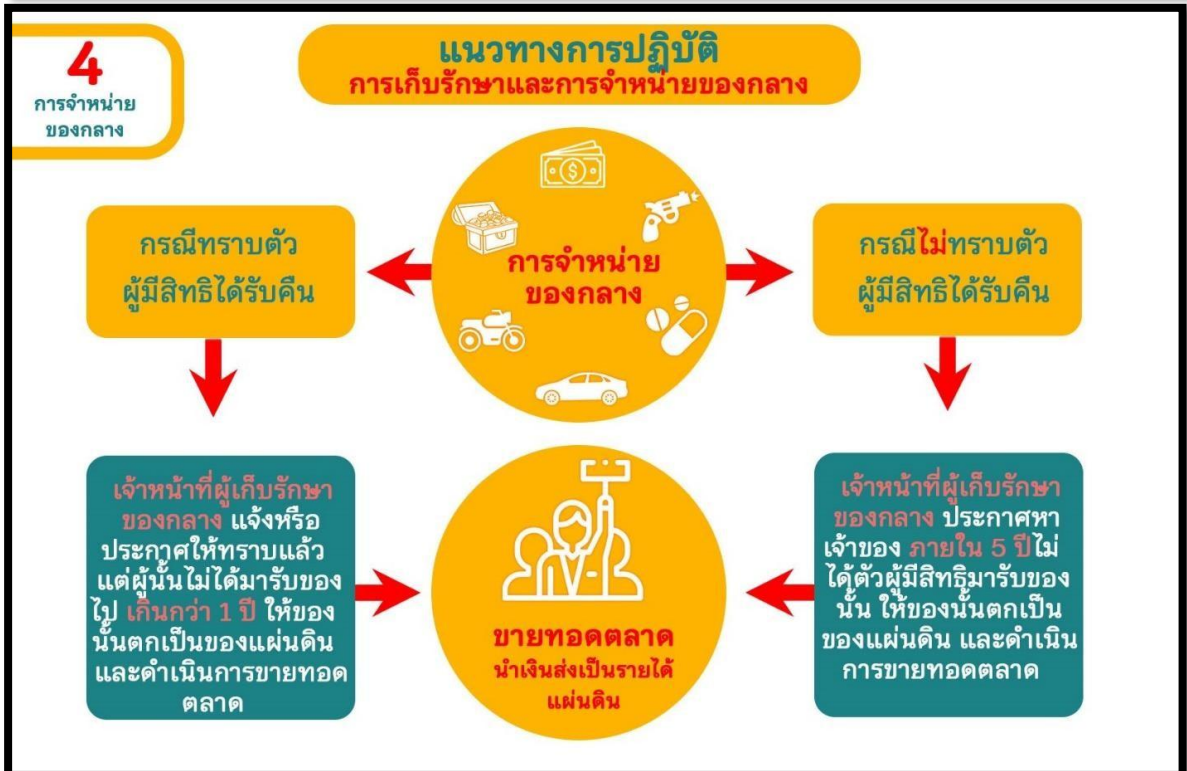 4
การจำหน่าย
ของกลาง
แนวทางการปฏิบัติ
การเก็บรักษาและการจำหน่ายของกลาง
การจำหน่าย
ของกลาง
กรณีทราบตัว
ผู้มีสิทธิได้รับคืน
กรณีไม่ทราบตัว
ผู้มีสิทธิได้รับคืน
เจ้าหน้าที่ผู้เก็บรักษา
ของกลาง แจ้งหรือ
ประกาศให้ทราบแล้ว
แต่ผู้นั้นไม่ได้มารับของ
ไป เกินกว่า 1 ปี ให้ของ
นั้นตกเป็นของแผ่นดิน
และดำเนินการขายทอด
ตลาด
ขายทอดตลาด
นำเงินส่งเป็นรายได้
แผ่นดิน
เจ้าหน้าที่ผู้เก็บรักษา
ของกลาง ประกาศหา
เจ้าของ ภายใน 5 ปีไม่
ได้ตัวผู้มีสิทธิมารับของ
นั้น ให้ของนั้นตกเป็น
ของแผ่นดิน และดำเนิน
การขายทอดตลาด